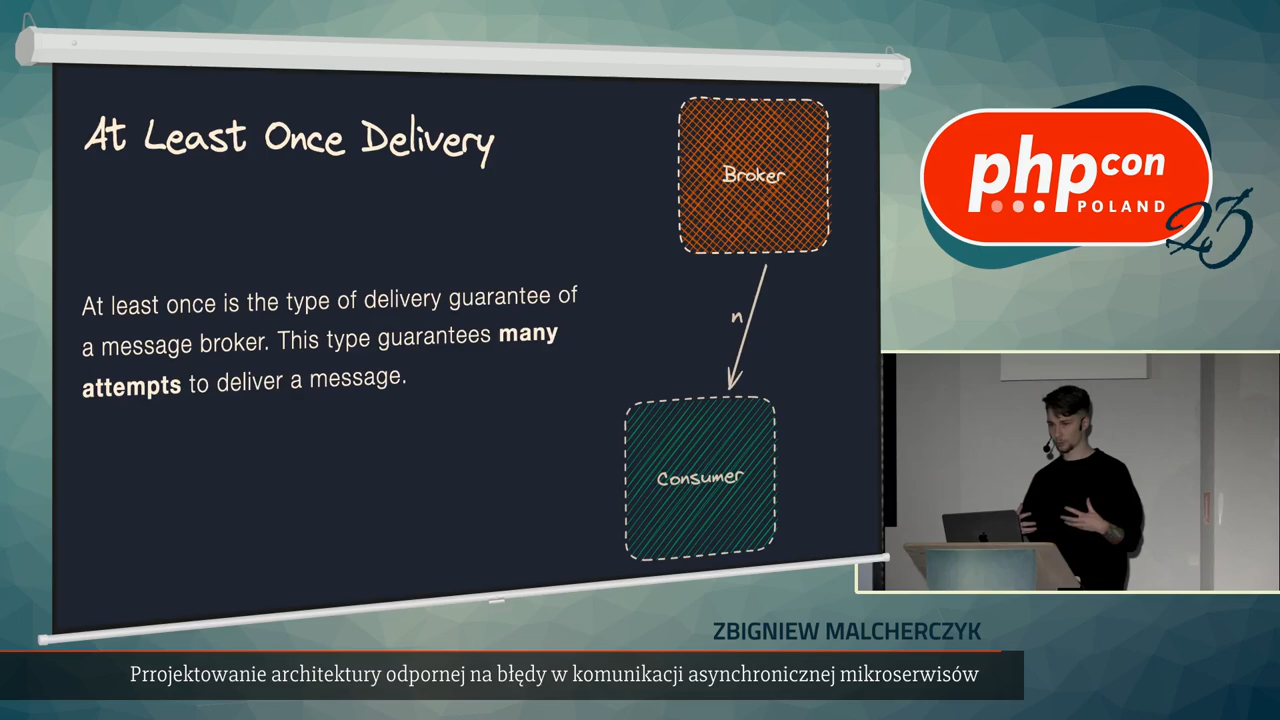 At Least Once Delivery
At least once is the type of delivery guarantee of
a message broker. This type guarantees many
attempts to deliver a message.
Broker
n
Consumer
phpcon
POLAND
23
ZBIGNIEW MALCHERCZYK
Prrojektowanie architektury odpornej na błędy w komunikacji asynchronicznej mikroserwisów